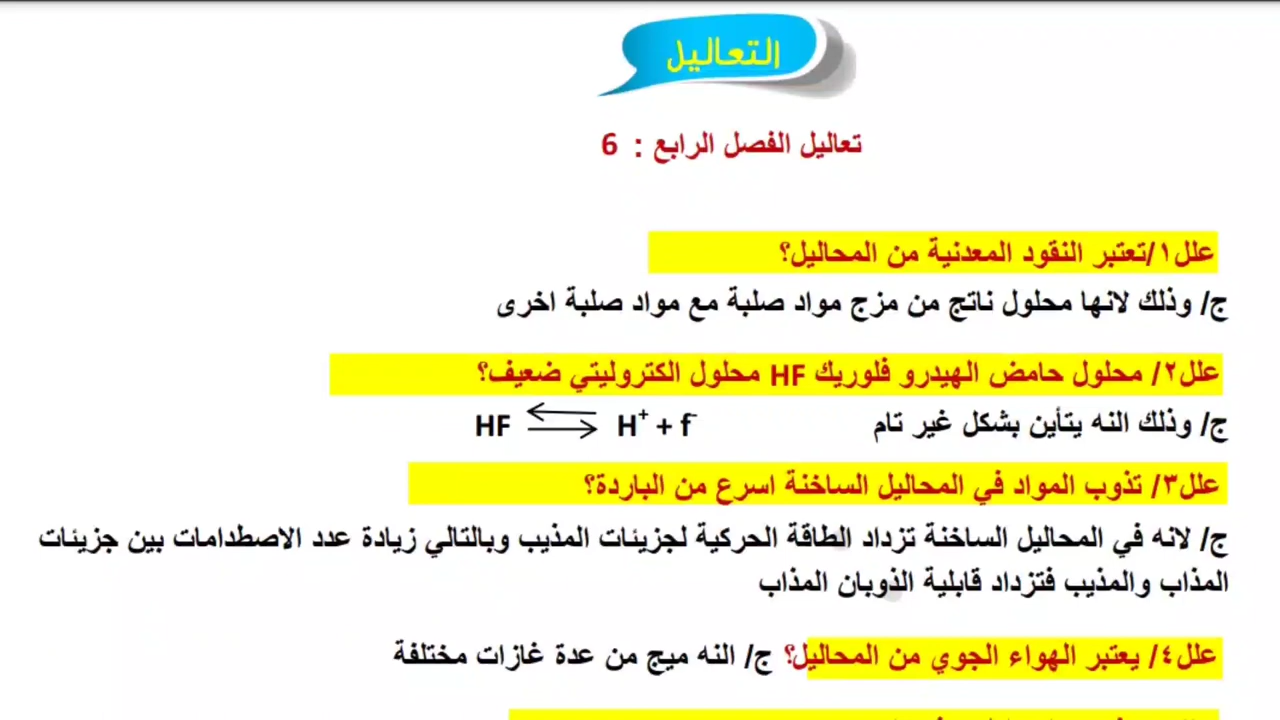 التعاليل
تعاليل الفصل الرابع : 6
علل١/تعتبر النقود المعدنية من المحاليل؟
ج/ وذلك لانها محلول ناتج من مزج مواد صلبة مع مواد صلبة اخرى
علل٢/ محلول حامض الهيدرو فلوريك HF محلول الكتروليتي ضعيف؟
ج/ وذلك النه يتأين بشكل غير تام HF ⇌ H⁺ + f⁻
علل٣/ تذوب المواد في المحاليل الساخنة اسرع من الباردة؟
ج/ لانه في المحاليل الساخنة تزداد الطاقة الحركية لجزيئات المذيب وبالتالي زيادة عدد الاصطدامات بين جزيئات
المذاب والمذيب فتزداد قابلية الذوبان المذاب
علل٤/ يعتبر الهواء الجوي من المحاليل؟ ج/ النه ميج من عدة غازات مختلفة